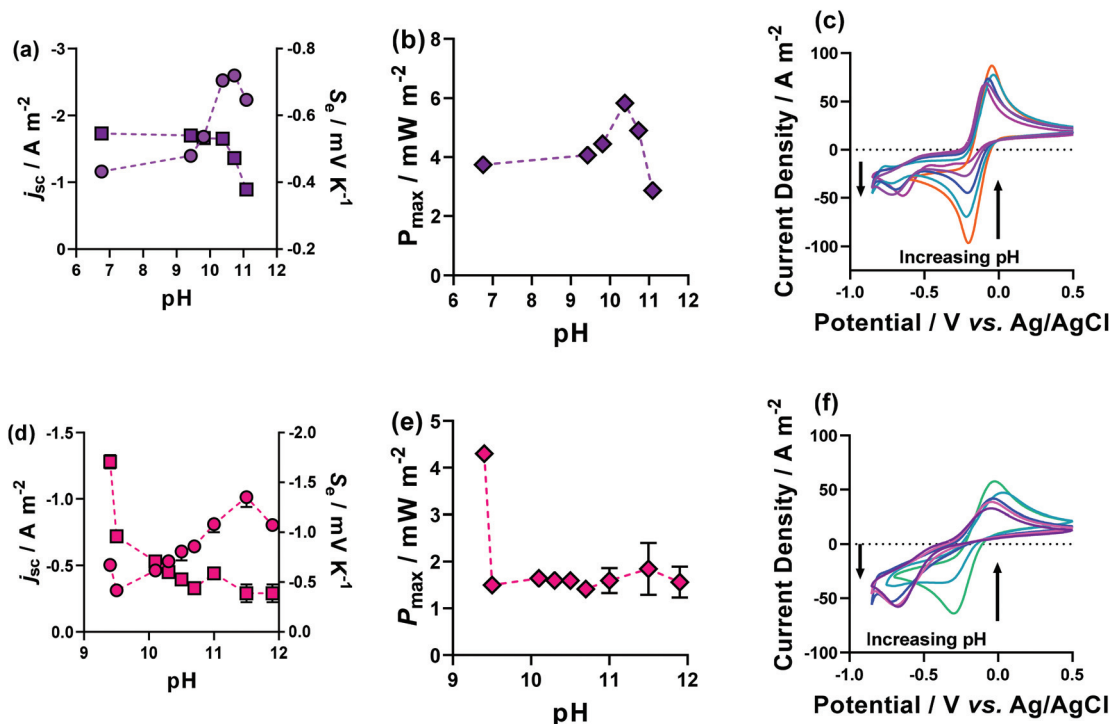 (a)
-3
-2
-1
0
j_sc / A m⁻²
-0.8
-0.6
-0.4
-0.2
S_e / mV K⁻¹
6 7 8 9 10 11 12
pH
(b)
8
6
4
2
0
P_max / mW m⁻²
6 7 8 9 10 11 12
pH
(c)
100
50
0
-50
-100
Current Density / A m⁻²
Increasing pH
-1.0 -0.5 0.0 0.5
Potential / V vs. Ag/AgCl
(d)
-1.5
-1.0
-0.5
0.0
j_sc / A m⁻²
-2.0
-1.5
-1.0
-0.5
0.0
S_e / mV K⁻¹
9 10 11 12
pH
(e)
5
4
3
2
1
0
P_max / mW m⁻²
9 10 11 12
pH
(f)
100
50
0
-50
-100
Current Density / A m⁻²
Increasing pH
-1.0 -0.5 0.0 0.5
Potential / V vs. Ag/AgCl